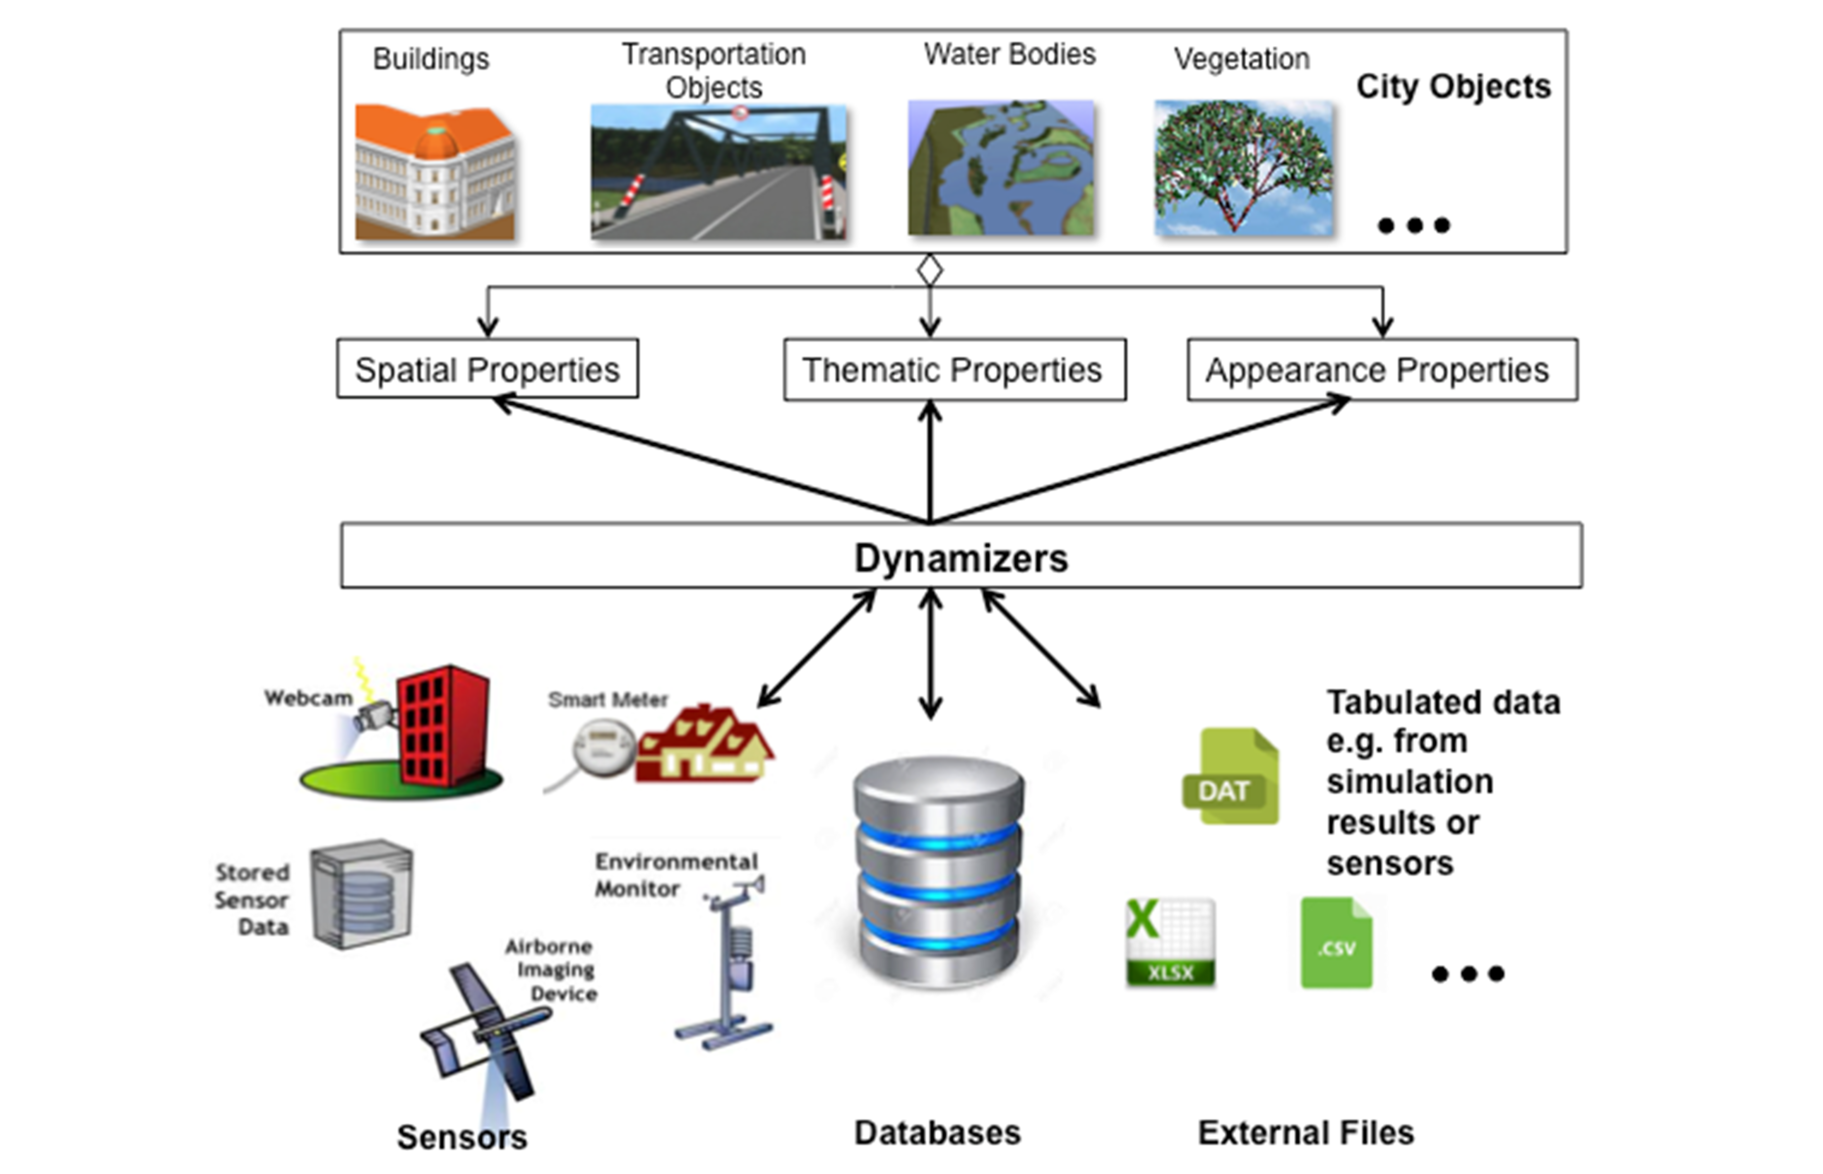 Buildings
Transportation
Objects
Water Bodies
Vegetation
City Objects
Spatial Properties
Thematic Properties
Appearance Properties
Dynamizers
Webcam
Smart Meter
Stored
Sensor
Data
Environmental
Monitor
Airborne
Imaging
Device
Sensors
Databases
DAT
Tabulated data
e.g. from
simulation
results or
sensors
X
XLSX
.CSV
External Files